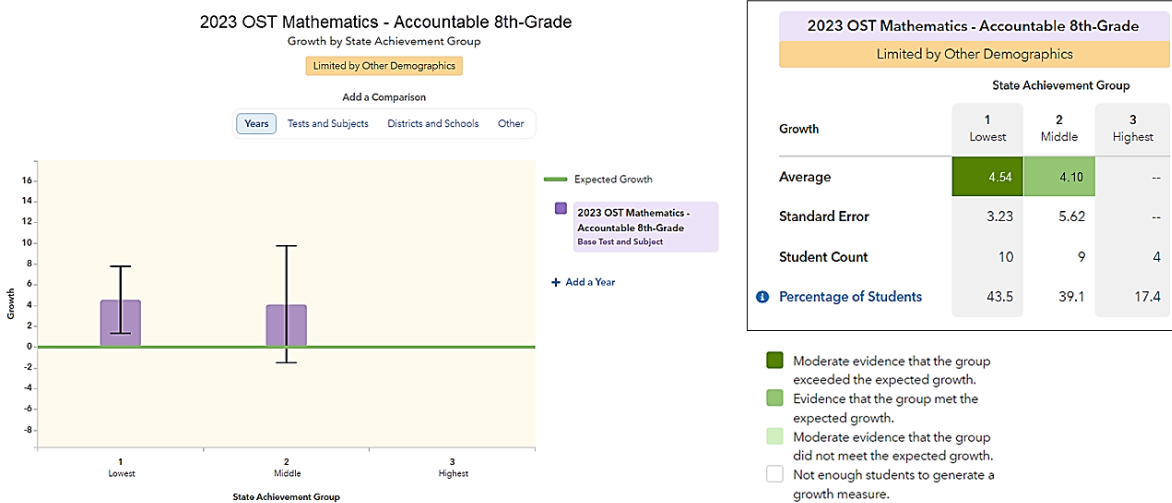 2023 OST Mathematics - Accountable 8th-Grade
Growth by State Achievement Group
Limited by Other Demographics
Add a Comparison
Years Tests and Subjects Districts and Schools Other
Growth
16
14
12
10
8
6
4
2
0
-2
-4
-6
-8
1
Lowest
2
Middle
3
Highest
State Achievement Group
Expected Growth
2023 OST Mathematics -
Accountable 8th-Grade
Base Test and Subject
+ Add a Year
2023 OST Mathematics - Accountable 8th-Grade
Limited by Other Demographics
State Achievement Group
Growth
1
Lowest
2
Middle
3
Highest
Average 4.54 4.10 --
Standard Error 3.23 5.62 --
Student Count 10 9 4
i Percentage of Students 43.5 39.1 17.4
Moderate evidence that the group
exceeded the expected growth.
Evidence that the group met the
expected growth.
Moderate evidence that the group
did not meet the expected growth.
Not enough students to generate a
growth measure.